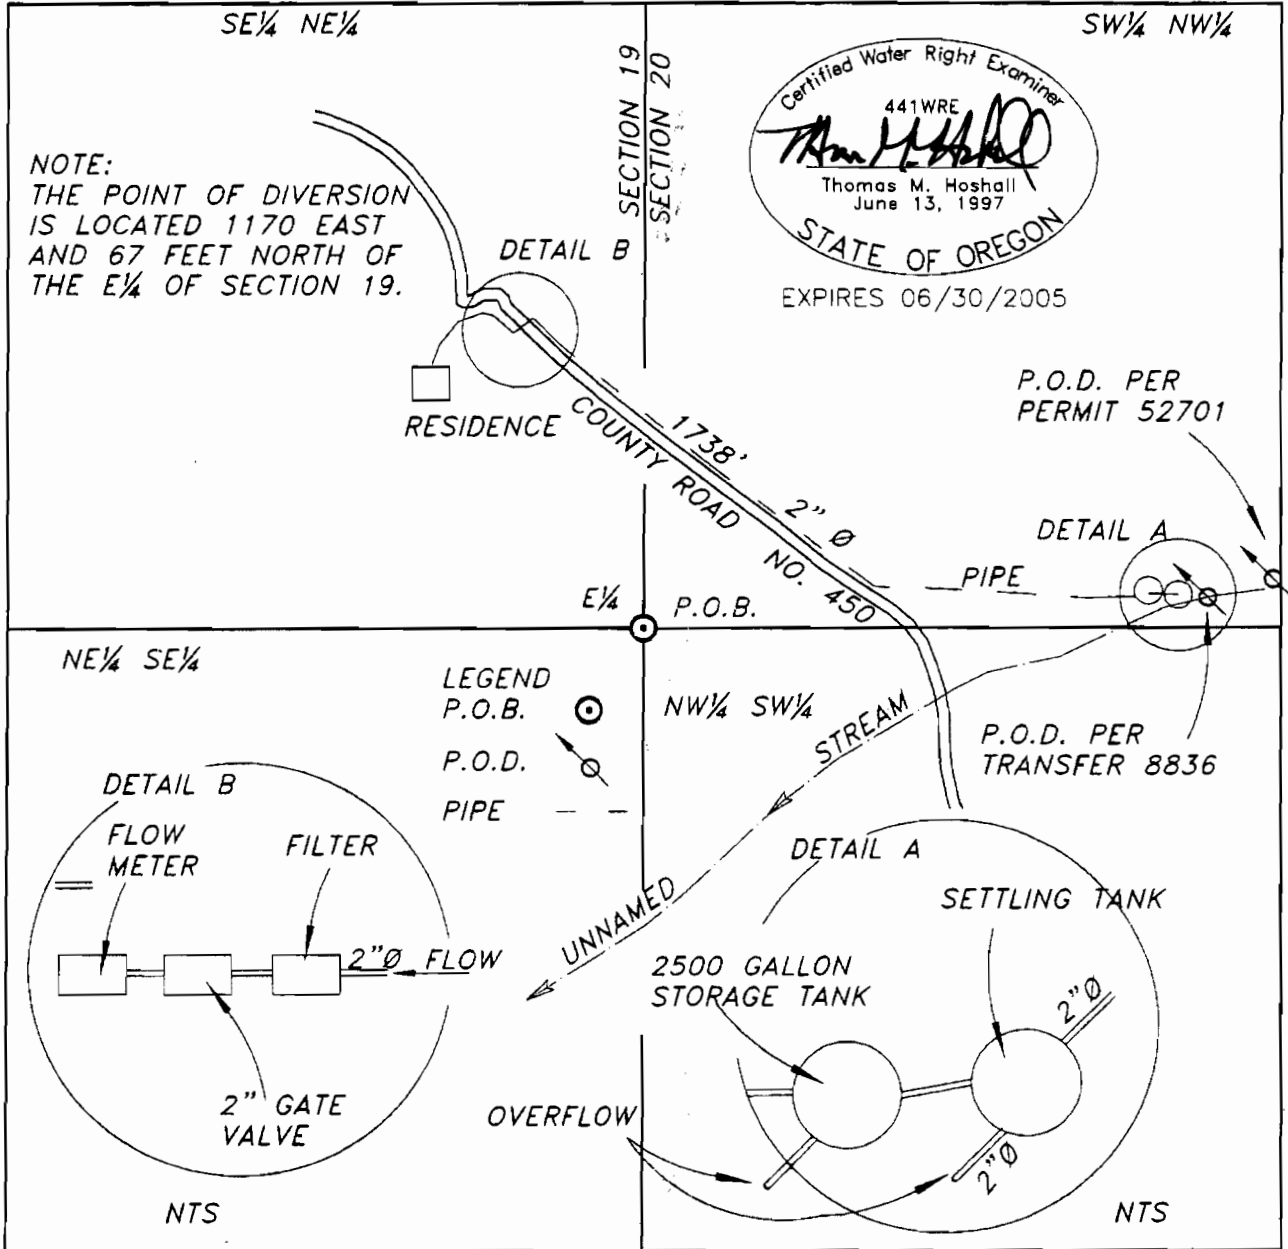 SE¼ NE¼
SW¼ NW¼
SECTION 19
SECTION 20
Certified Water Right Examiner
441WRE
Thomas M. Hoshall
June 13, 1997
STATE OF OREGON
EXPIRES 06/30/2005
NOTE:
THE POINT OF DIVERSION
IS LOCATED 1170 EAST
AND 67 FEET NORTH OF
THE E¼ OF SECTION 19.
DETAIL B
RESIDENCE
P.O.D. PER
PERMIT 52701
1738'
COUNTY ROAD NO. 450
2" Ø
DETAIL A
PIPE
E¼
P.O.B.
NE¼ SE¼
LEGEND
P.O.B.
P.O.D.
PIPE
NW¼ SW¼
UNNAMED STREAM
P.O.D. PER
TRANSFER 8836
DETAIL B
FLOW
METER
FILTER
2"Ø FLOW
2" GATE
VALVE
NTS
DETAIL A
SETTLING TANK
2500 GALLON
STORAGE TANK
2"Ø
OVERFLOW
2"Ø
NTS